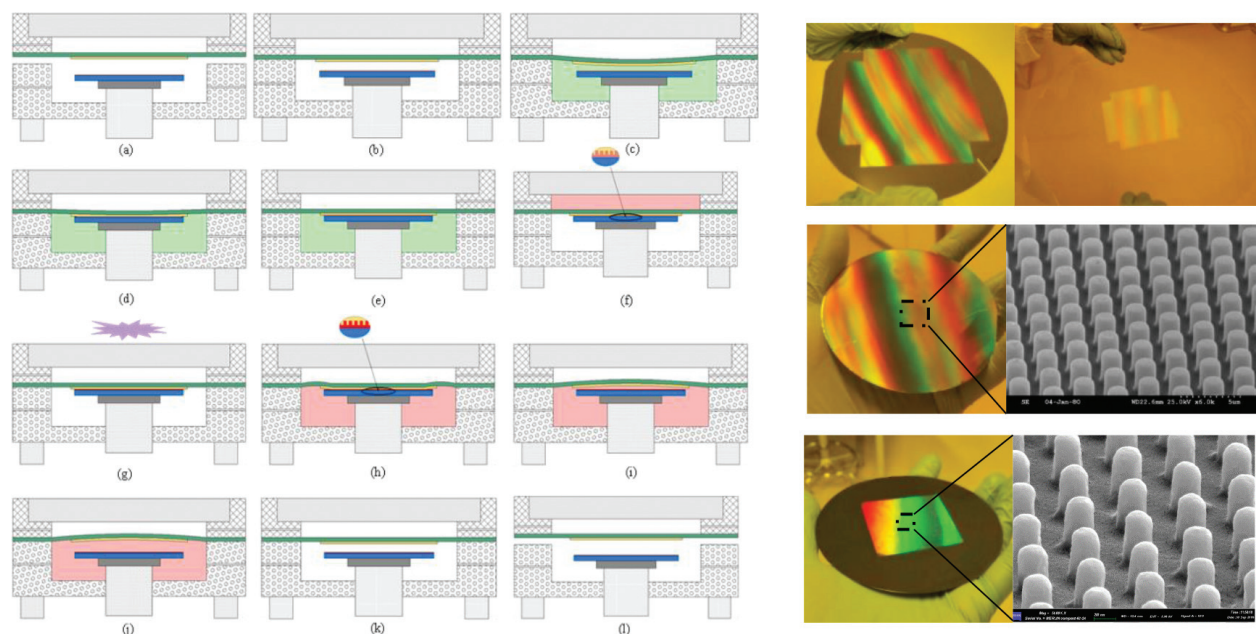 (a)
(b)
(c)
(d)
(e)
(f)
(g)
(h)
(i)
(j)
(k)
(l)
SE 04-Jan-80 WD22.6mm 25.0kV x6.0k 5um